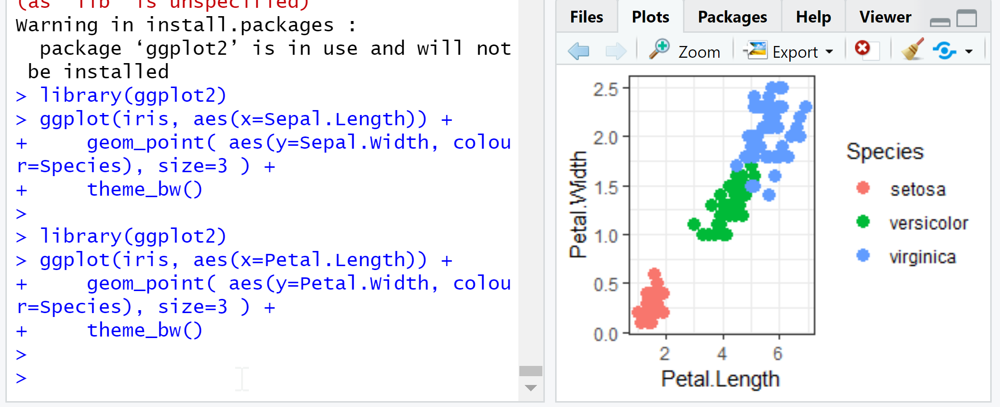 (as ‘lib’ is unspecified)
Warning in install.packages :
  package ‘ggplot2’ is in use and will not
 be installed
> library(ggplot2)
> ggplot(iris, aes(x=Sepal.Length)) +
+     geom_point( aes(y=Sepal.Width, colou
r=Species), size=3 ) +
+     theme_bw()
>
> library(ggplot2)
> ggplot(iris, aes(x=Petal.Length)) +
+     geom_point( aes(y=Petal.Width, colou
r=Species), size=3 ) +
+     theme_bw()
>
>
Files Plots Packages Help Viewer
Zoom Export
2.5
2.0
1.5
1.0
0.5
0.0
Petal.Width
2 4 6
Petal.Length
Species
setosa
versicolor
virginica